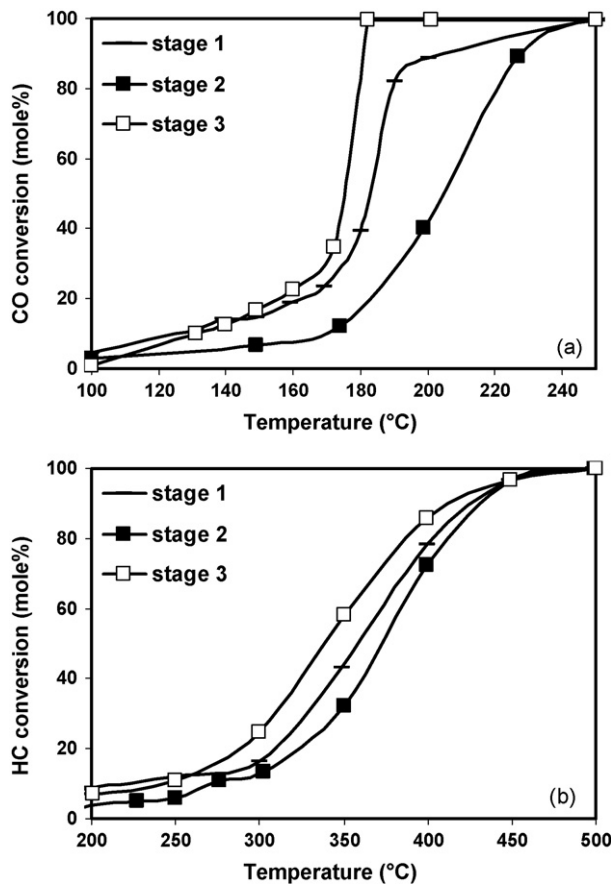 100
80
60
40
20
0
CO conversion (mole%)
stage 1
stage 2
stage 3
(a)
100 120 140 160 180 200 220 240
Temperature (°C)
100
80
60
40
20
0
HC conversion (mole%)
stage 1
stage 2
stage 3
(b)
200 250 300 350 400 450 500
Temperature (°C)